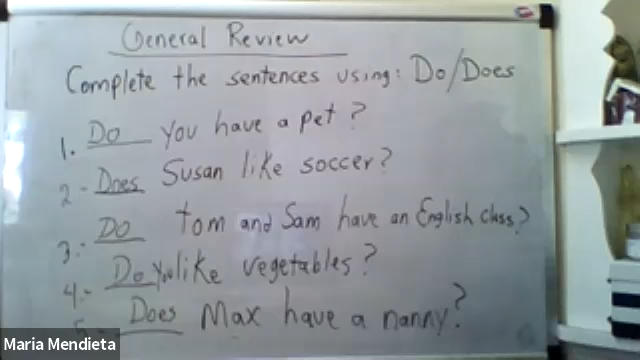 General Review
Complete the sentences using: Do/Does
1. Do you have a pet?
2- Does Susan like soccer?
3.- Do tom and Sam have an English class?
4.- Do you like vegetables?
5.- Does Max have a nanny?
Maria Mendieta